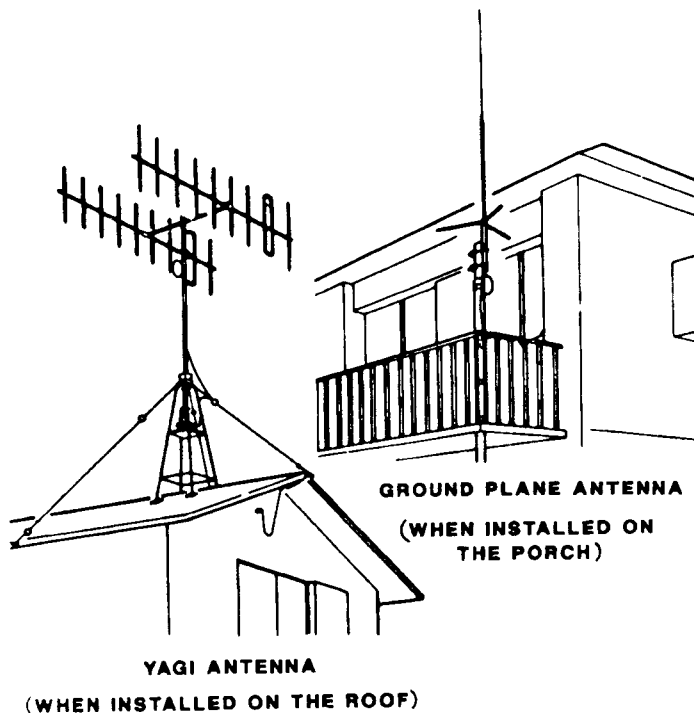 GROUND PLANE ANTENNA
(WHEN INSTALLED ON
THE PORCH)
YAGI ANTENNA
(WHEN INSTALLED ON THE ROOF)